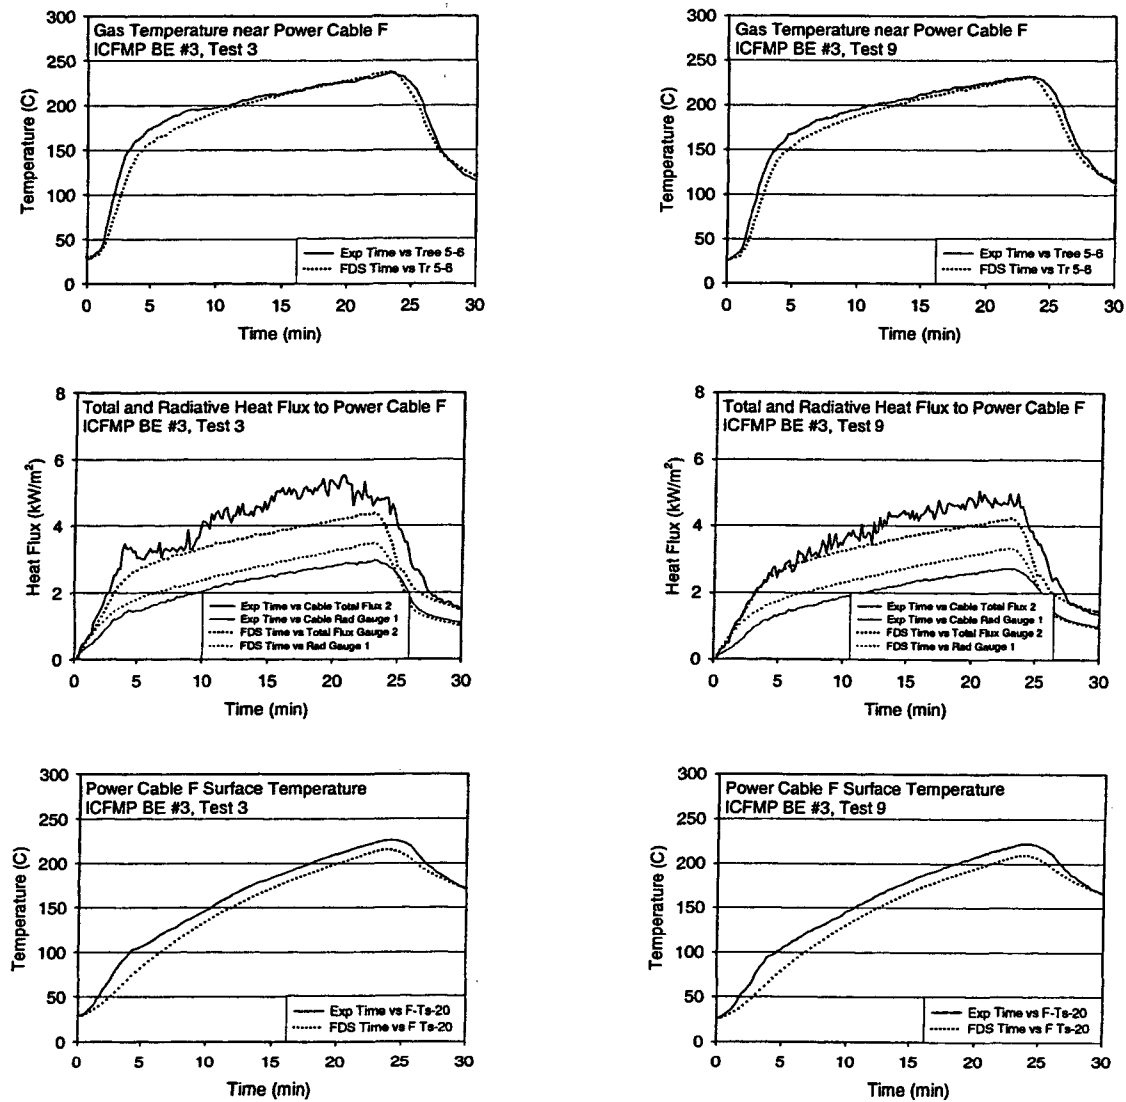 Gas Temperature near Power Cable F
ICFMP BE #3, Test 3
300
250
200
150
100
50
0
Temperature (C)
Exp Time vs Tree 5-6
FDS Time vs Tr 5-6
0 5 10 15 20 25 30
Time (min)
Gas Temperature near Power Cable F
ICFMP BE #3, Test 9
300
250
200
150
100
50
0
Temperature (C)
Exp Time vs Tree 5-6
FDS Time vs Tr 5-6
0 5 10 15 20 25 30
Time (min)
Total and Radiative Heat Flux to Power Cable F
ICFMP BE #3, Test 3
8
6
4
2
0
Heat Flux (kW/m²)
Exp Time vs Cable Total Flux 2
Exp Time vs Cable Rad Gauge 1
FDS Time vs Total Flux Gauge 2
FDS Time vs Rad Gauge 1
0 5 10 15 20 25 30
Time (min)
Total and Radiative Heat Flux to Power Cable F
ICFMP BE #3, Test 9
8
6
4
2
0
Heat Flux (kW/m²)
Exp Time vs Cable Total Flux 2
Exp Time vs Cable Rad Gauge 1
FDS Time vs Total Flux Gauge 2
FDS Time vs Rad Gauge 1
0 5 10 15 20 25 30
Time (min)
Power Cable F Surface Temperature
ICFMP BE #3, Test 3
300
250
200
150
100
50
0
Temperature (C)
Exp Time vs F-Ts-20
FDS Time vs F Ts-20
0 5 10 15 20 25 30
Time (min)
Power Cable F Surface Temperature
ICFMP BE #3, Test 9
300
250
200
150
100
50
0
Temperature (C)
Exp Time vs F-Ts-20
FDS Time vs F Ts-20
0 5 10 15 20 25 30
Time (min)